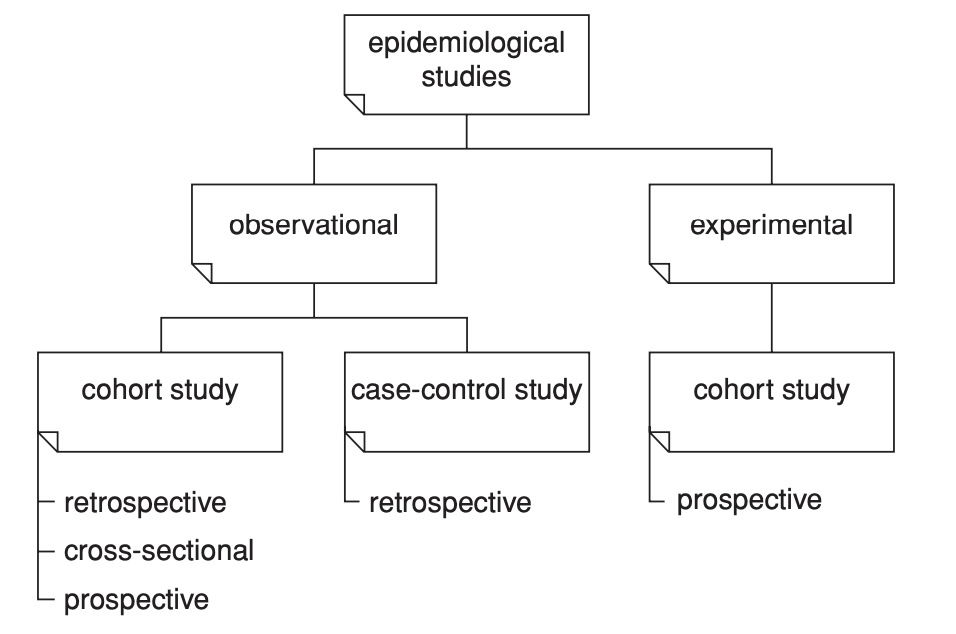 epidemiological
studies
observational
experimental
cohort study
case-control study
cohort study
retrospective
cross-sectional
prospective
retrospective
prospective